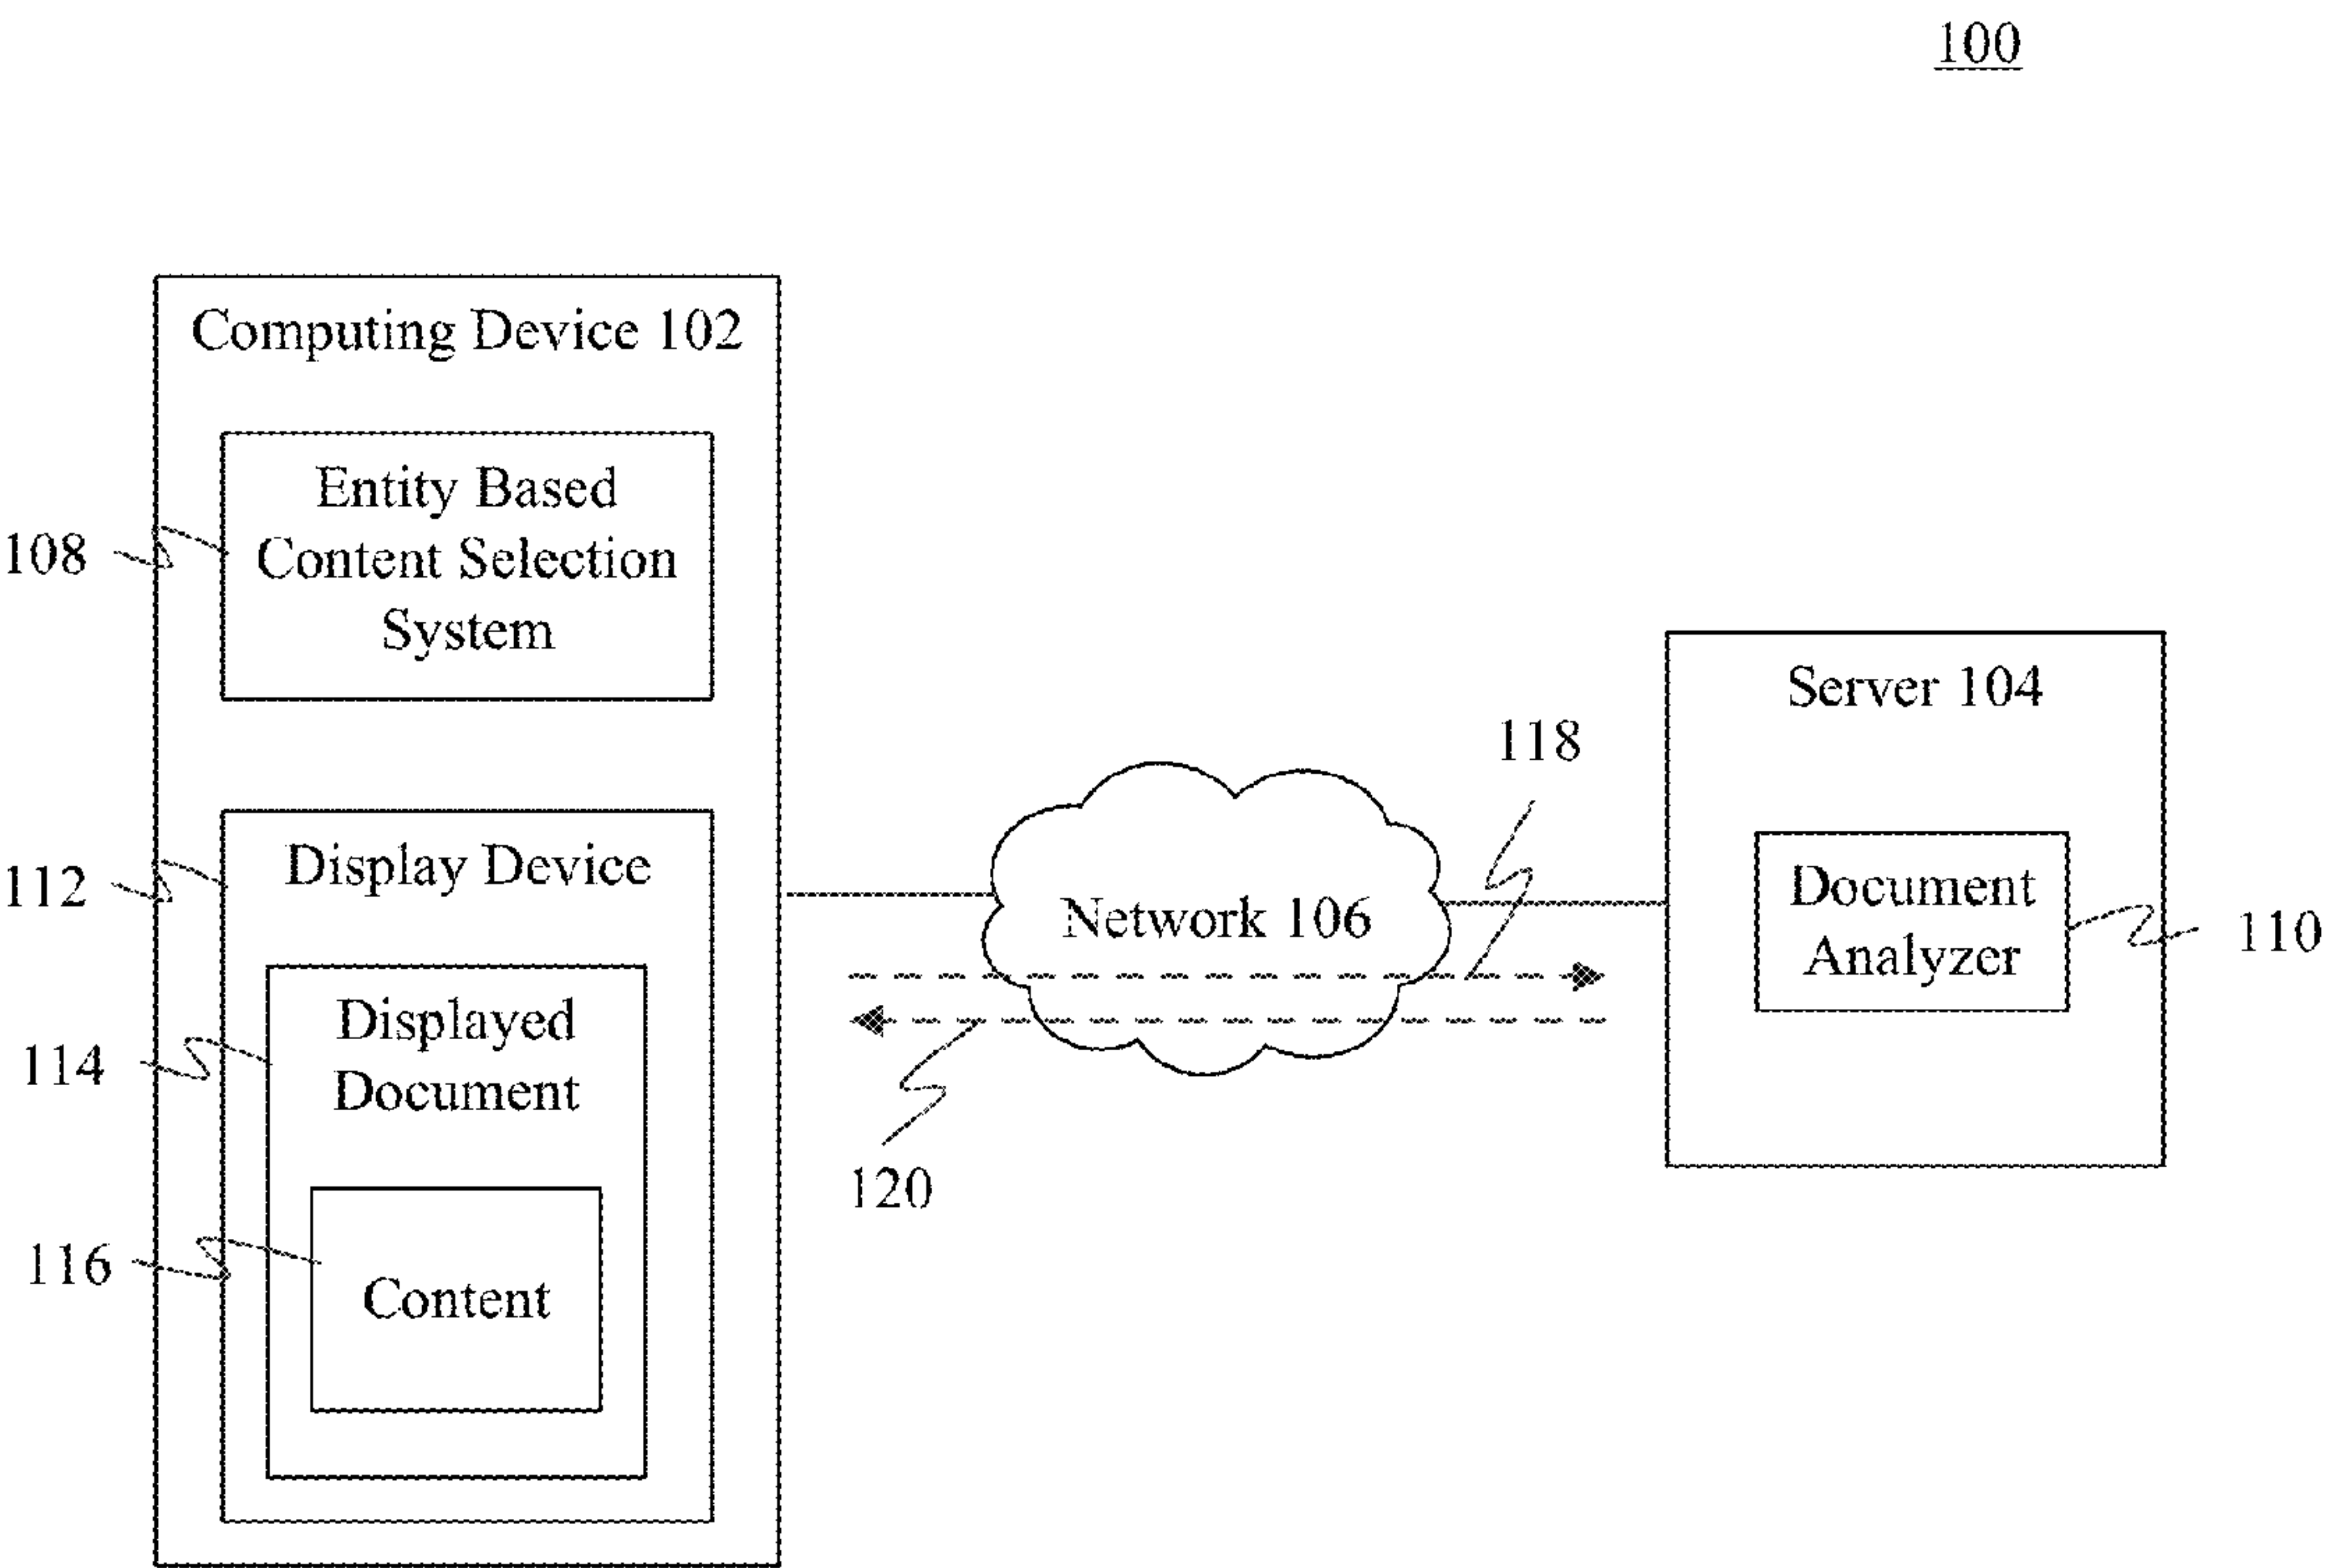 100
Computing Device 102
Entity Based
Content Selection
System
108
Server 104
118
Document
Analyzer
110
Display Device
112
Network 106
Displayed
Document
114
120
116
Content